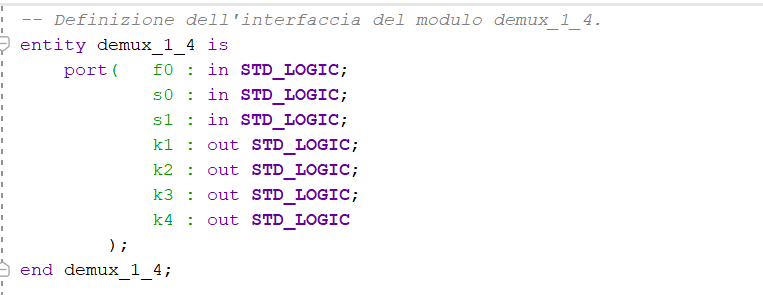 -- Definizione dell'interfaccia del modulo demux_1_4.
entity demux_1_4 is
port( f0 : in STD_LOGIC;
s0 : in STD_LOGIC;
s1 : in STD_LOGIC;
k1 : out STD_LOGIC;
k2 : out STD_LOGIC;
k3 : out STD_LOGIC;
k4 : out STD_LOGIC
);
end demux_1_4;